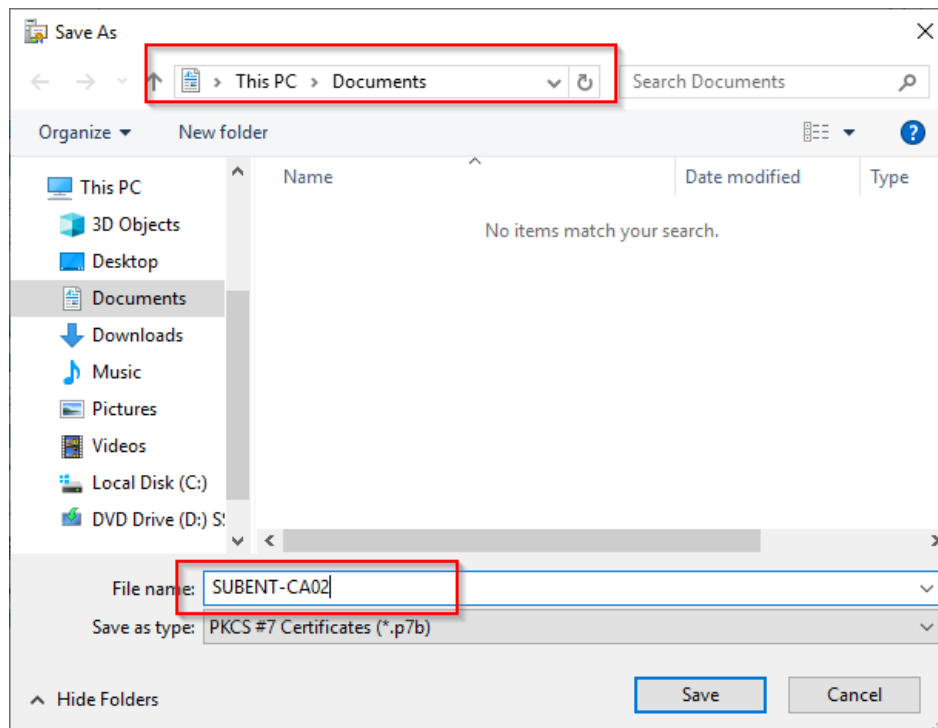 Save As
This PC > Documents
Search Documents
Organize
New folder
Name
Date modified
Type
This PC
3D Objects
Desktop
Documents
Downloads
Music
Pictures
Videos
Local Disk (C:)
DVD Drive (D:) S
No items match your search.
File name: SUBENT-CA02
Save as type: PKCS #7 Certificates (*.p7b)
Hide Folders
Save
Cancel